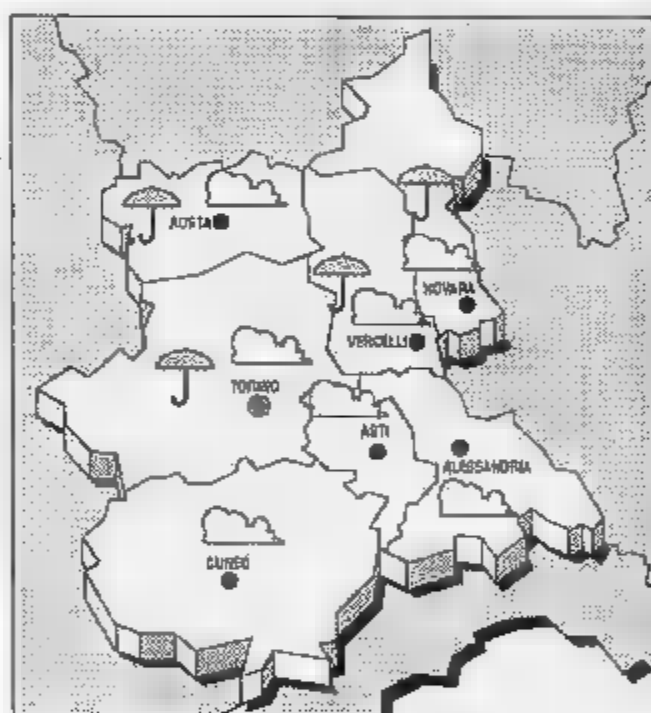 AOSTA
NOVARA
VERCELLI
TORINO
ASTI
ALESSANDRIA
CUNEO